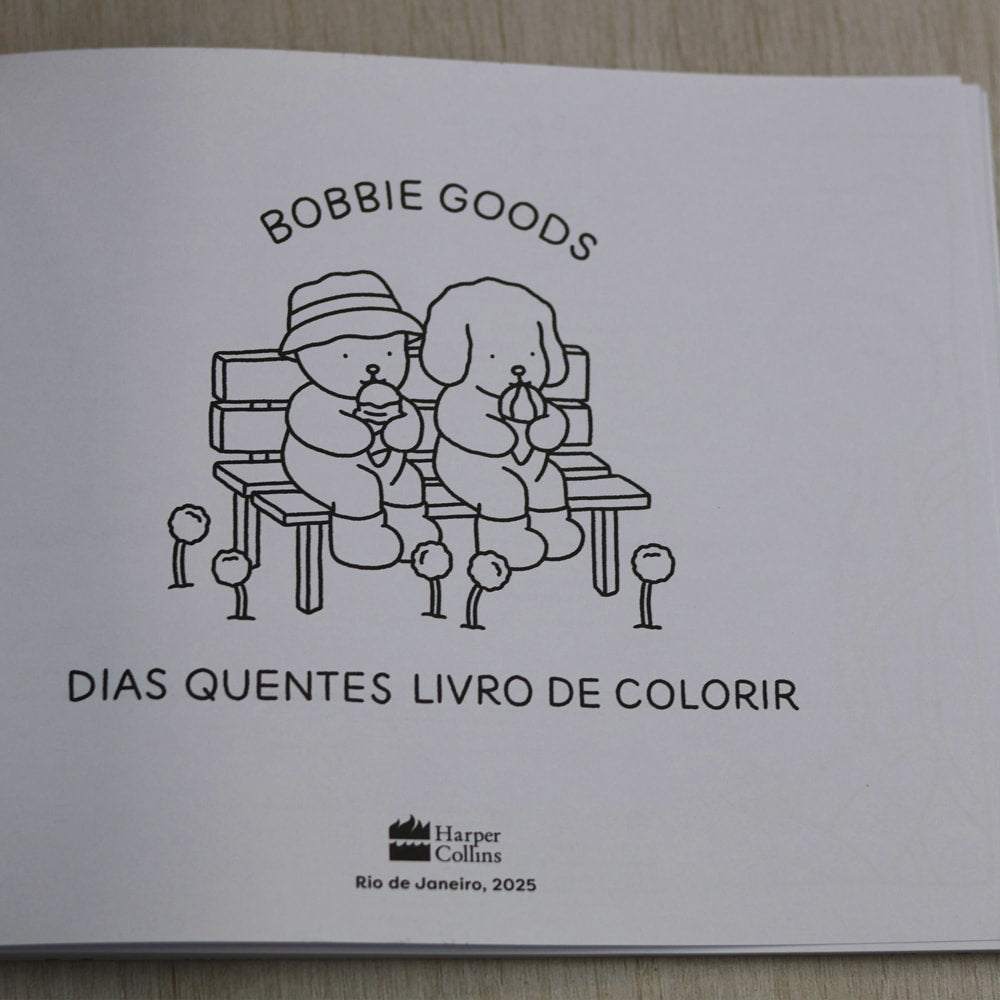 BOBBIE GOODS
DIAS QUENTES LIVRO DE COLORIR
Harper
Collins
Rio de Janeiro, 2025